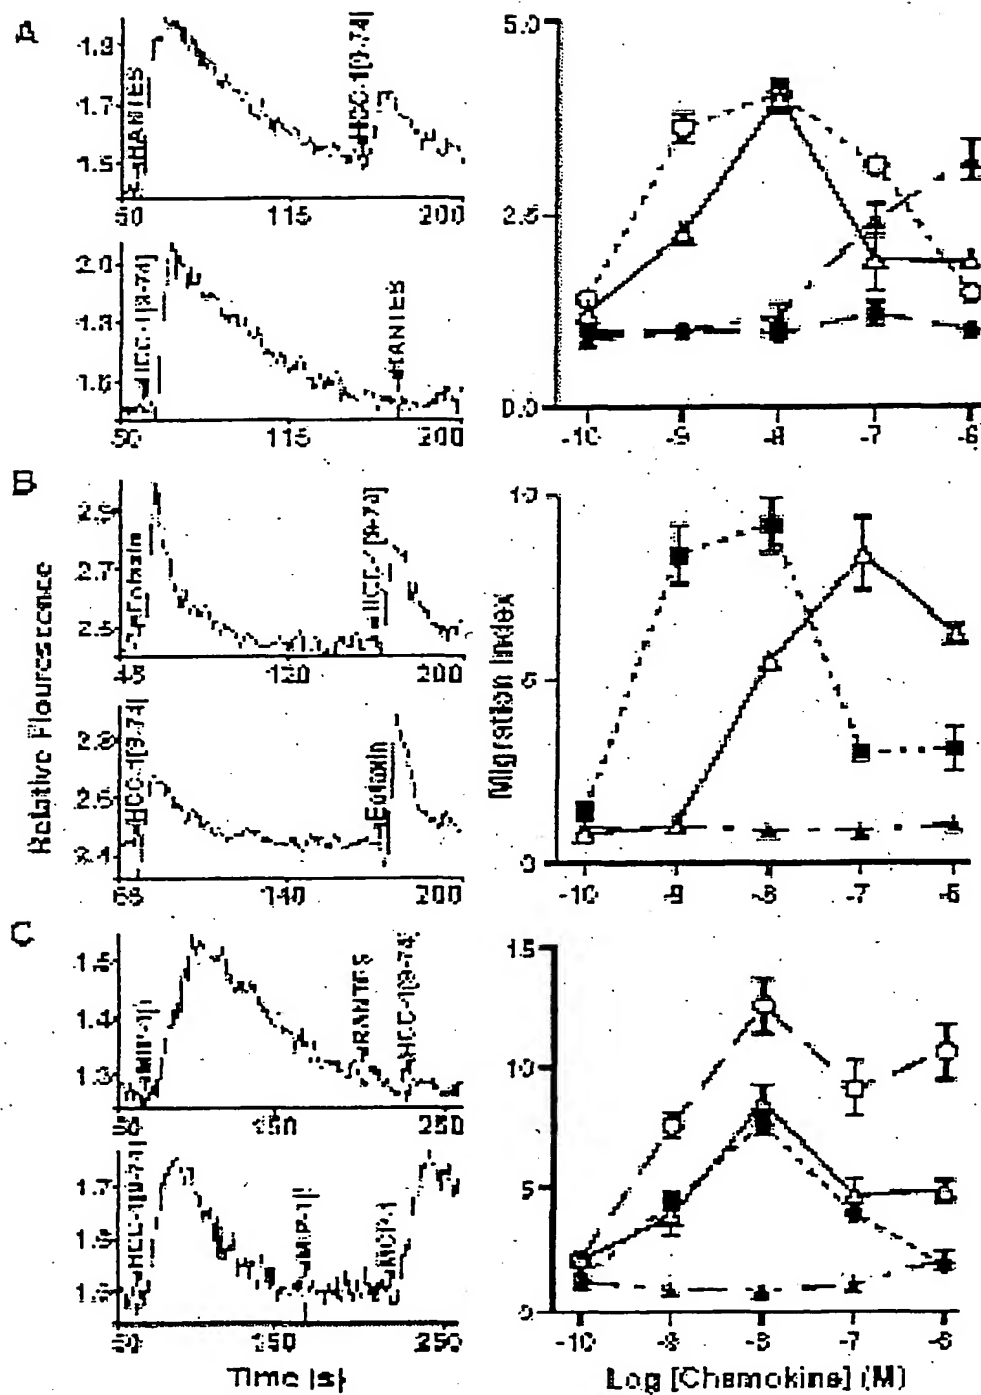 A
1.9
1.7
1.5
RANTES
HCC-1[9-74]
50
115
200
2.0
1.8
1.6
HCC-1[9-74]
RANTES
50
115
200
5.0
2.5
0.0
-10
-9
-8
-7
-6
B
2.9
2.7
2.5
Eotaxin
HCC-1[9-74]
120
200
2.8
2.6
2.4
HCC-1[9-74]
Eotaxin
68
140
200
10
5
0
-10
-9
-8
-7
-6
Relative Flourescence
Migration Index
C
1.5
1.4
1.3
MIP-1β
RANTES
HCC-1[9-74]
50
150
250
1.7
HCC-1[9-74]
MIP-1β
MCP-1
50
150
250
15
10
5
0
-10
-9
-8
-7
-6
Time [s]
Log [Chemokine] (M)